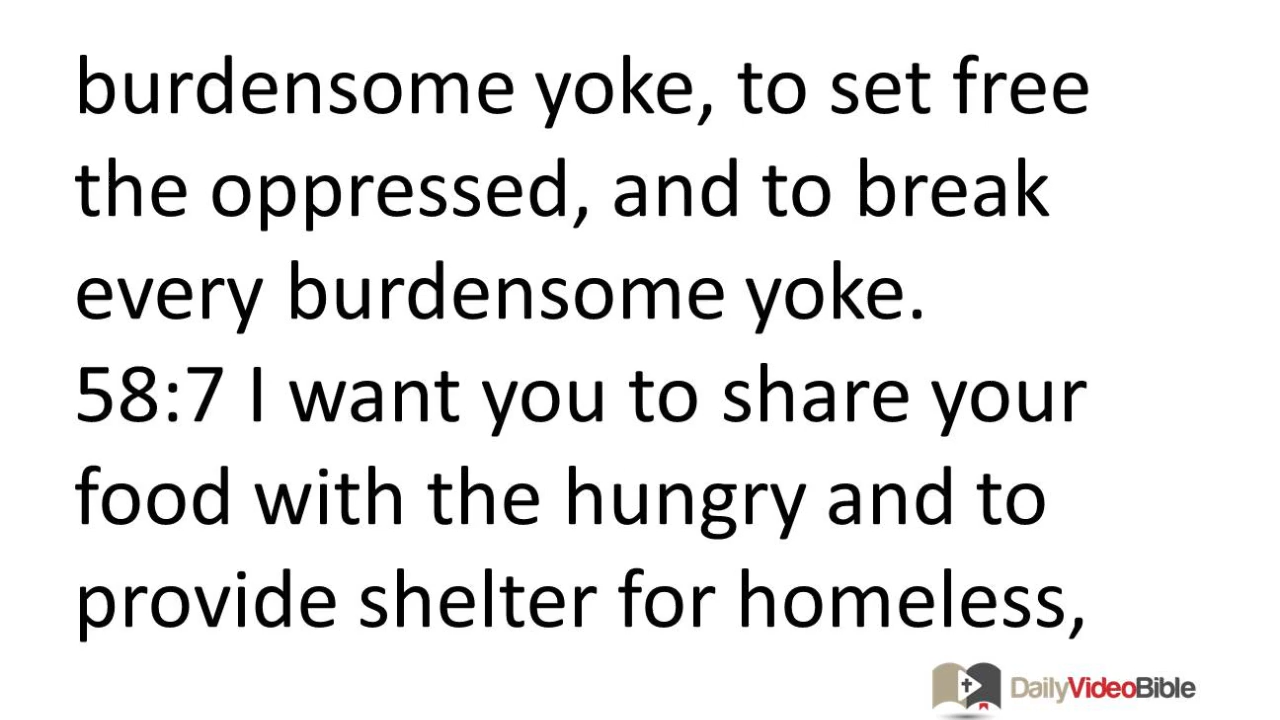 burdensome yoke, to set free
the oppressed, and to break
every burdensome yoke.
58:7 I want you to share your
food with the hungry and to
provide shelter for homeless,
DailyVideoBible